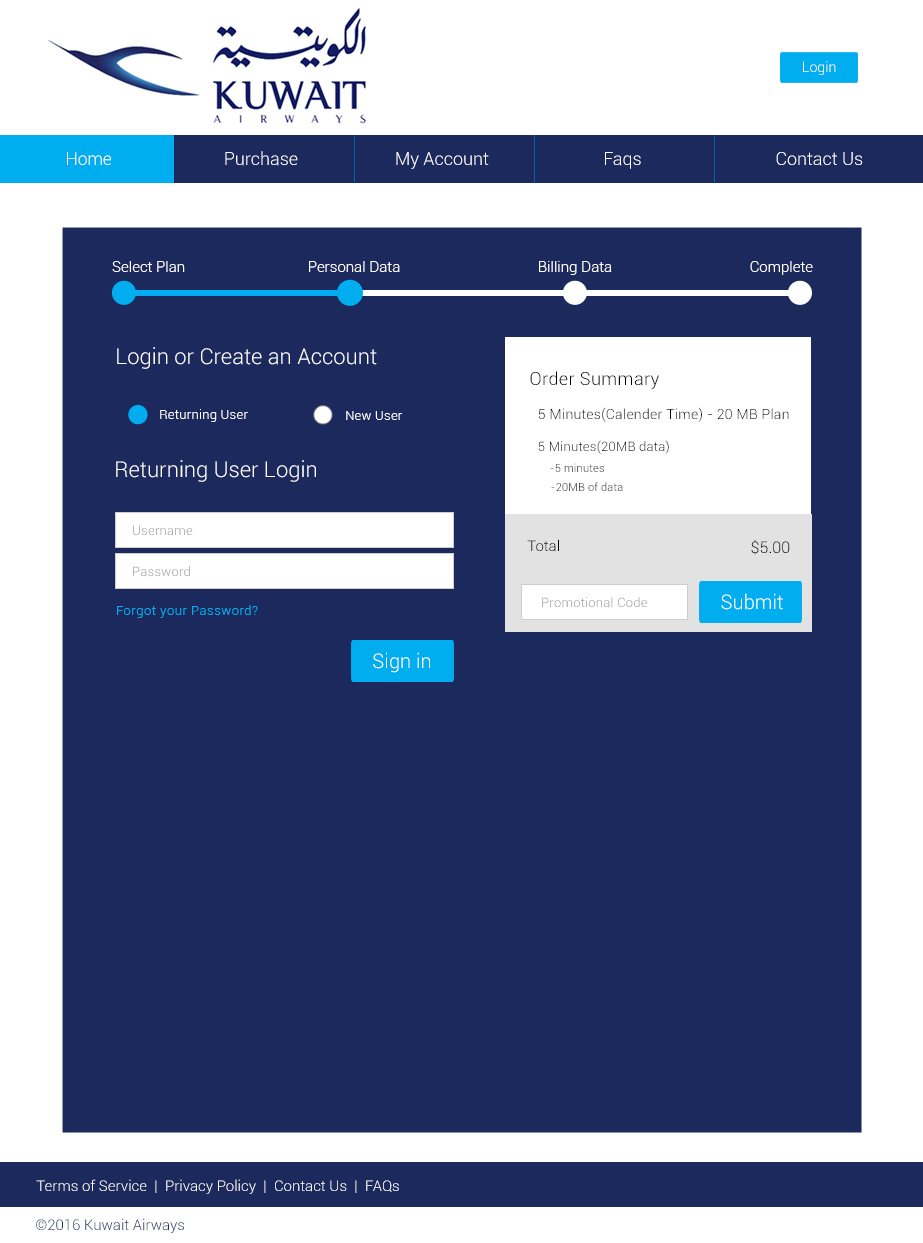 الكويتية
KUWAIT
AIRWAYS
Login
Home Purchase My Account Faqs Contact Us
Select Plan Personal Data Billing Data Complete
Login or Create an Account
Returning User New User
Returning User Login
Username
Password
Forgot your Password?
Sign in
Order Summary
5 Minutes(Calender Time) - 20 MB Plan
5 Minutes(20MB data)
-5 minutes
-20MB of data
Total $5.00
Promotional Code Submit
Terms of Service | Privacy Policy | Contact Us | FAQs
©2016 Kuwait Airways